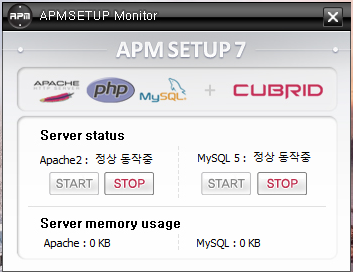 APM APMSETUP Monitor
APM SETUP 7
APACHE HTTP SERVER php MySQL + CUBRID
Server status
Apache2 : 정상 동작중 MySQL 5 : 정상 동작중
START STOP START STOP
Server memory usage
Apache : 0 KB MySQL : 0 KB